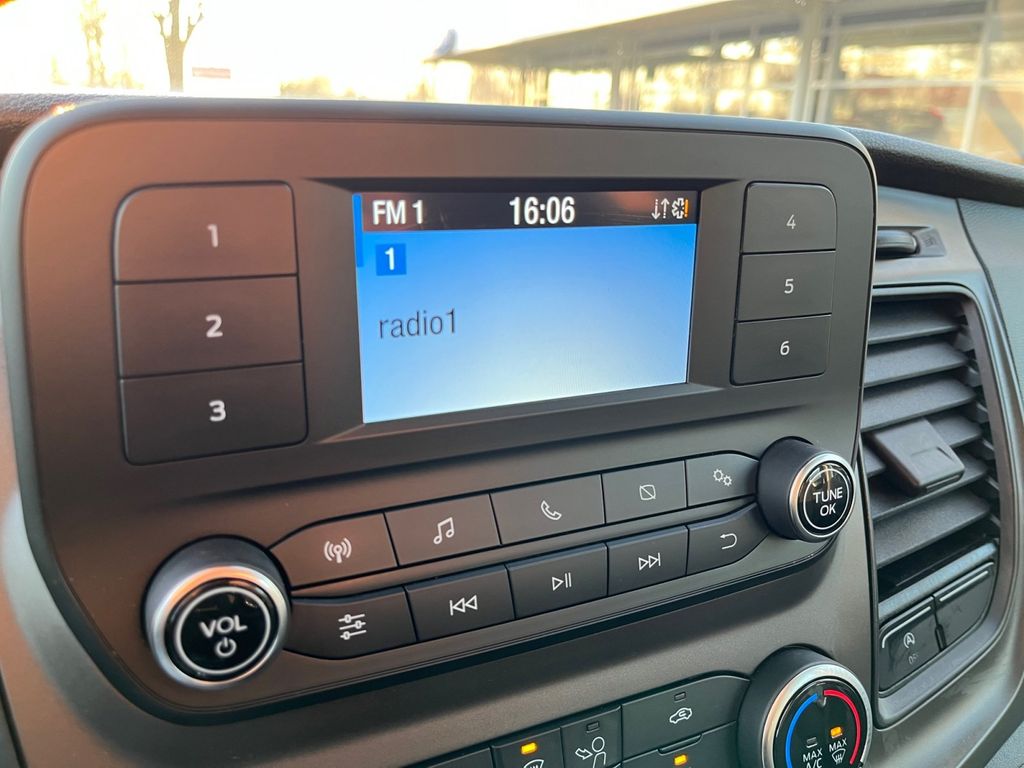 FM 1 16:06
1
radio1
1
2
3
4
5
6
TUNE
OK
VOL
MAX
A/C
MAX